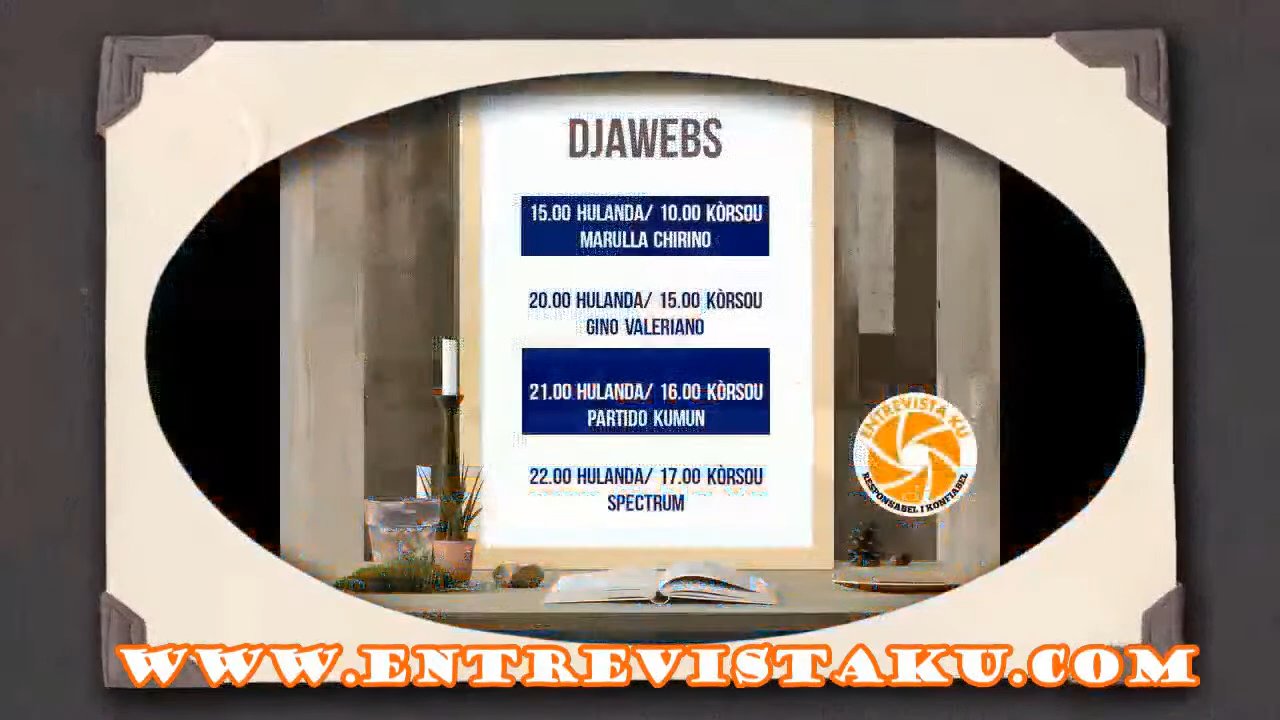 DJAWEBS
15.00 HULANDA/ 10.00 KÒRSOU
MARULLA CHIRINO
20.00 HULANDA/ 15.00 KÒRSOU
GINO VALERIANO
21.00 HULANDA/ 16.00 KÒRSOU
PARTIDO KUMUN
22.00 HULANDA/ 17.00 KÒRSOU
SPECTRUM
ENTREVISTA KU
RESPONSABEL I KONFIABEL
WWW.ENTREVISTAKU.COM